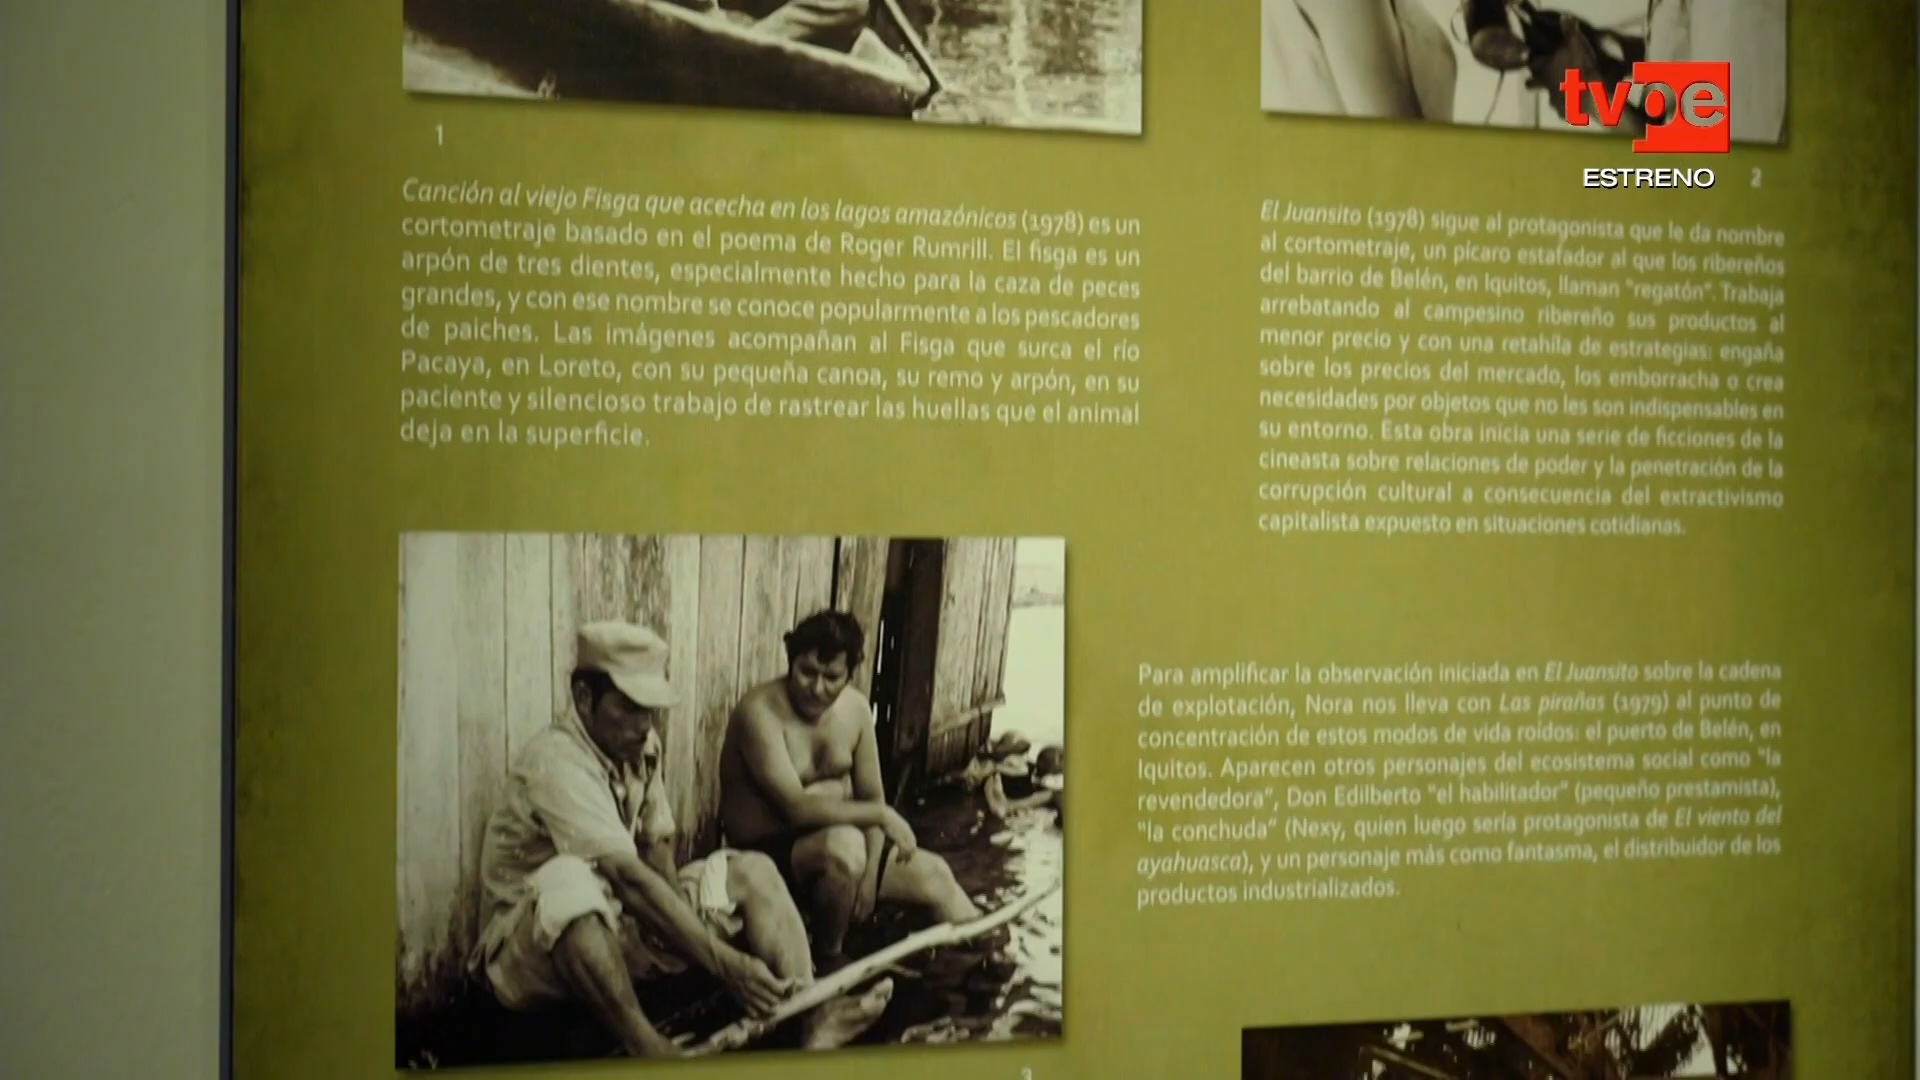 tvpe
ESTRENO
1
Canción al viejo Fisga que acecha en los lagos amazónicos (1978) es un
cortometraje basado en el poema de Roger Rumrill. El fisga es un
arpón de tres dientes, especialmente hecho para la caza de peces
grandes, y con ese nombre se conoce popularmente a los pescadores
de paiches. Las imágenes acompañan al Fisga que surca el río
Pacaya, en Loreto, con su pequeña canoa, su remo y arpón, en su
paciente y silencioso trabajo de rastrear las huellas que el animal
deja en la superficie.
2
El Juansito (1978) sigue al protagonista que le da nombre
al cortometraje, un pícaro estafador al que los ribereños
del barrio de Belén, en Iquitos, llaman "regatón". Trabaja
arrebatando al campesino ribereño sus productos al
menor precio y con una retahíla de estrategias: engaña
sobre los precios del mercado, los emborracha o crea
necesidades por objetos que no les son indispensables en
su entorno. Esta obra inicia una serie de ficciones de la
cineasta sobre relaciones de poder y la penetración de la
corrupción cultural a consecuencia del extractivismo
capitalista expuesto en situaciones cotidianas.
Para amplificar la observación iniciada en El Juansito sobre la cadena
de explotación, Nora nos lleva con Las pirañas (1979) al punto de
concentración de estos modos de vida roídos: el puerto de Belén, en
Iquitos. Aparecen otros personajes del ecosistema social como "la
revendedora", Don Edilberto "el habilitador" (pequeño prestamista),
"la conchuda" (Nexy, quien luego sería protagonista de El viento del
ayahuasca), y un personaje más como fantasma, el distribuidor de los
productos industrializados.
3